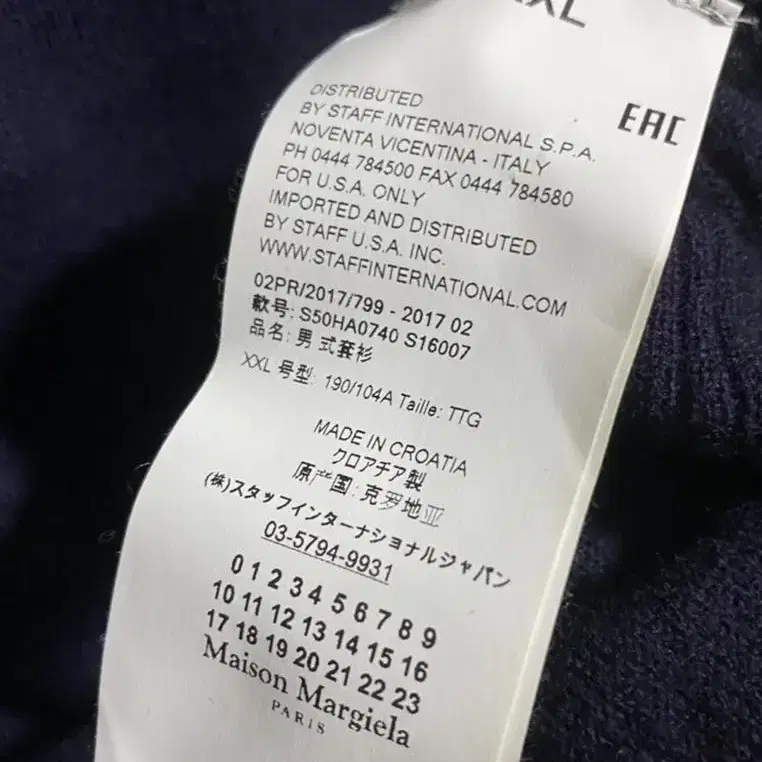 XXL
EAC
DISTRIBUTED
BY STAFF INTERNATIONAL S.P.A.
NOVENTA VICENTINA - ITALY
PH 0444 784500 FAX 0444 784580
FOR U.S.A. ONLY
IMPORTED AND DISTRIBUTED
BY STAFF U.S.A. INC.
WWW.STAFFINTERNATIONAL.COM
02PR/2017/799 - 2017 02
款号: S50HA0740 S16007
品名: 男式套衫
XXL 号型: 190/104A Taille: TTG
MADE IN CROATIA
クロアチア製
原产国: 克罗地亚
(株)スタッフインターナショナルジャパン
03-5794-9931
0 1 2 3 4 5 6 7 8 9
10 11 12 13 14 15 16
17 18 19 20 21 22 23
Maison Margiela
PARIS